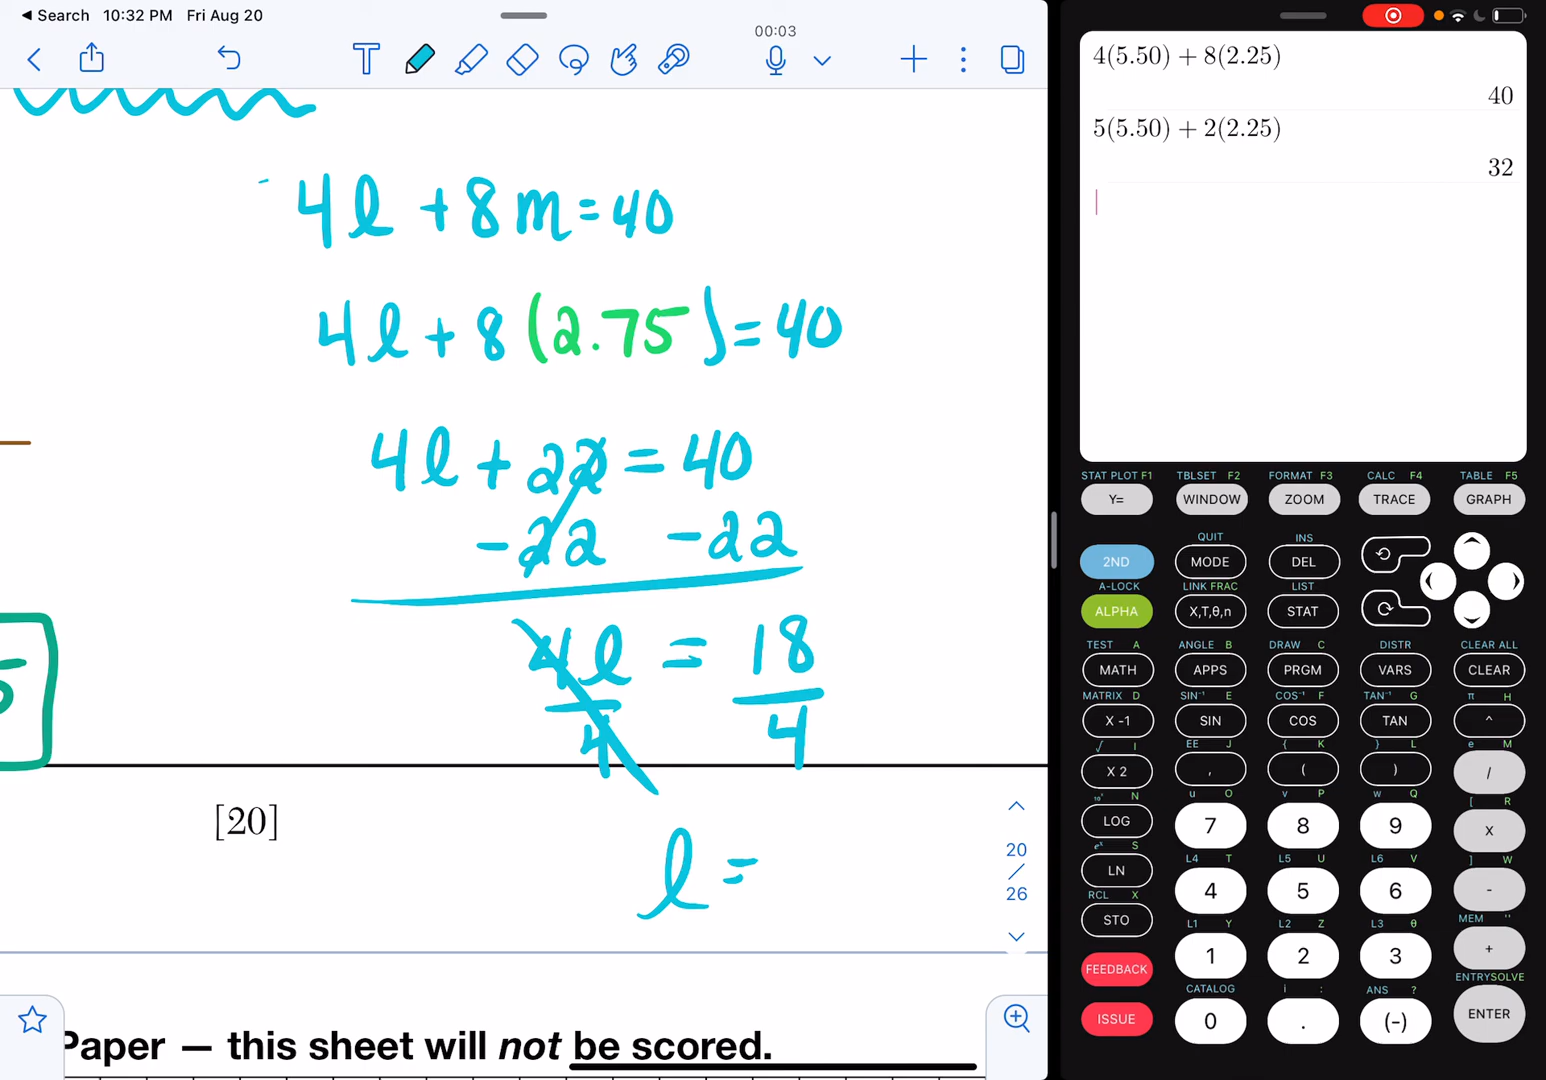 Search 10:32 PM Fri Aug 20
00:03
4l + 8m = 40
4l + 8(2.75) = 40
4l + 22 = 40
-22 -22
4l = 18
4 4
l =
5
[20]
20
/
26
Paper — this sheet will not be scored.
4(5.50) + 8(2.25)
40
5(5.50) + 2(2.25)
32
STAT PLOT F1 TBLSET F2 FORMAT F3 CALC F4 TABLE F5
Y= WINDOW ZOOM TRACE GRAPH
QUIT INS
2ND MODE DEL
A-LOCK LINK FRAC LIST
ALPHA X,T,θ,n STAT
TEST A ANGLE B DRAW C DISTR CLEAR ALL
MATH APPS PRGM VARS CLEAR
MATRIX D SIN⁻¹ E COS⁻¹ F TAN⁻¹ G π H
X -1 SIN COS TAN ^
√ I EE J { K } L e M
X 2 , ( ) /
10ˣ N u O v P w Q [ R
LOG 7 8 9 X
eˣ S L4 T L5 U L6 V ] W
LN 4 5 6 -
RCL X L1 Y L2 Z L3 θ MEM "
STO 1 2 3 +
FEEDBACK
CATALOG i : ANS ? ENTRYSOLVE
ISSUE 0 . (-) ENTER